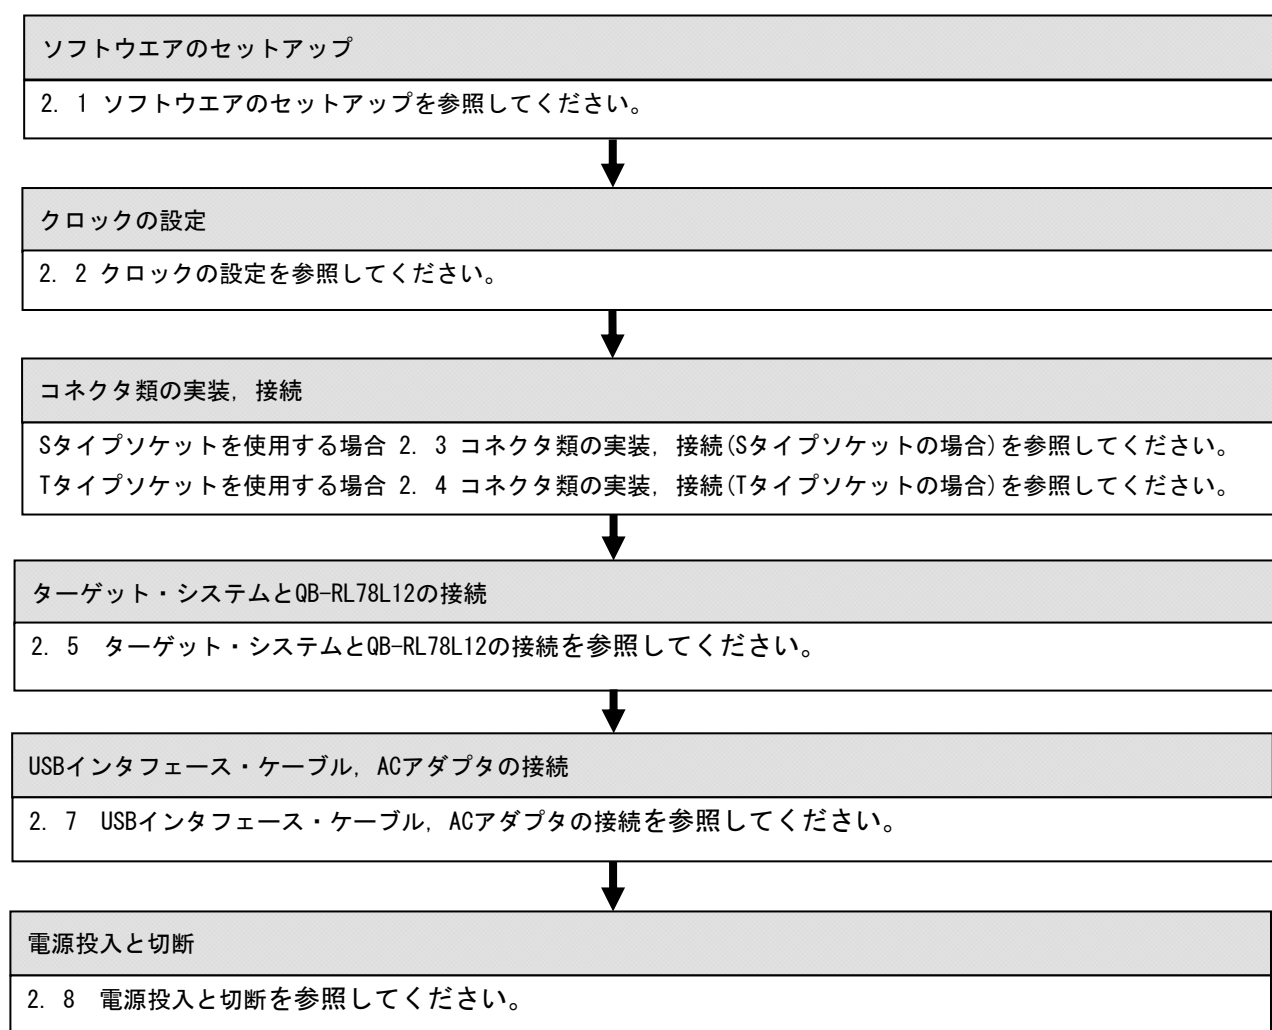 ソフトウエアのセットアップ
2. 1 ソフトウエアのセットアップを参照してください。
クロックの設定
2. 2 クロックの設定を参照してください。
コネクタ類の実装, 接続
Sタイプソケットを使用する場合 2. 3 コネクタ類の実装, 接続(Sタイプソケットの場合)を参照してください。
Tタイプソケットを使用する場合 2. 4 コネクタ類の実装, 接続(Tタイプソケットの場合)を参照してください。
ターゲット・システムとQB-RL78L12の接続
2. 5 ターゲット・システムとQB-RL78L12の接続を参照してください。
USBインタフェース・ケーブル, ACアダプタの接続
2. 7 USBインタフェース・ケーブル, ACアダプタの接続を参照してください。
電源投入と切断
2. 8 電源投入と切断を参照してください。